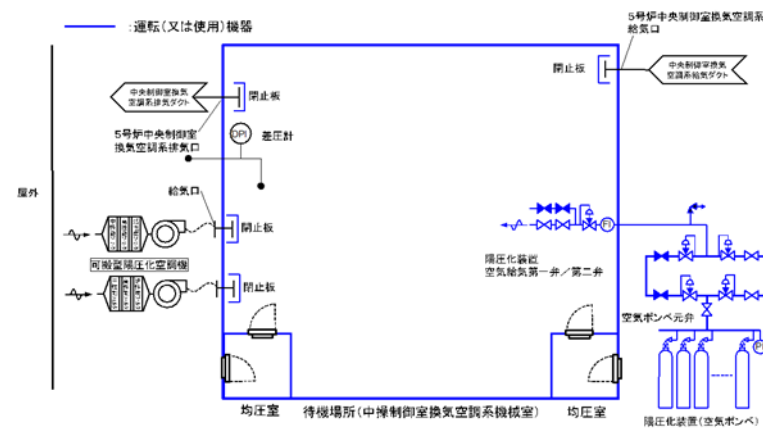 :運転(又は使用)機器
5号炉中央制御室換気空調系
給気口
中央制御室換気
空調系排気ダクト
閉止板
閉止板
中央制御室換気
空調系給気ダクト
5号炉中央制御室
換気空調系排気口
DPI
差圧計
屋外
給気口
閉止板
FI
可搬型陽圧化空調機
陽圧化装置
空気給気第一弁/第二弁
閉止板
空気ボンベ元弁
PI
均圧室
待機場所(中操制御室換気空調系機械室)
均圧室
陽圧化装置(空気ボンベ)